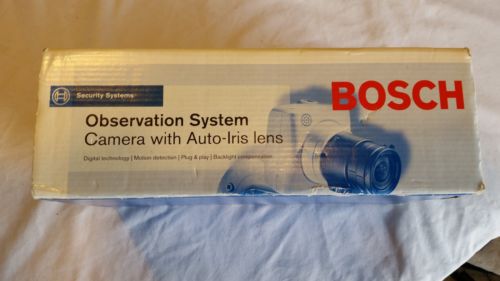 Security Systems
BOSCH
Observation System
Camera with Auto-Iris lens
Digital technology | Motion detection | Plug & play | Backlight compensation